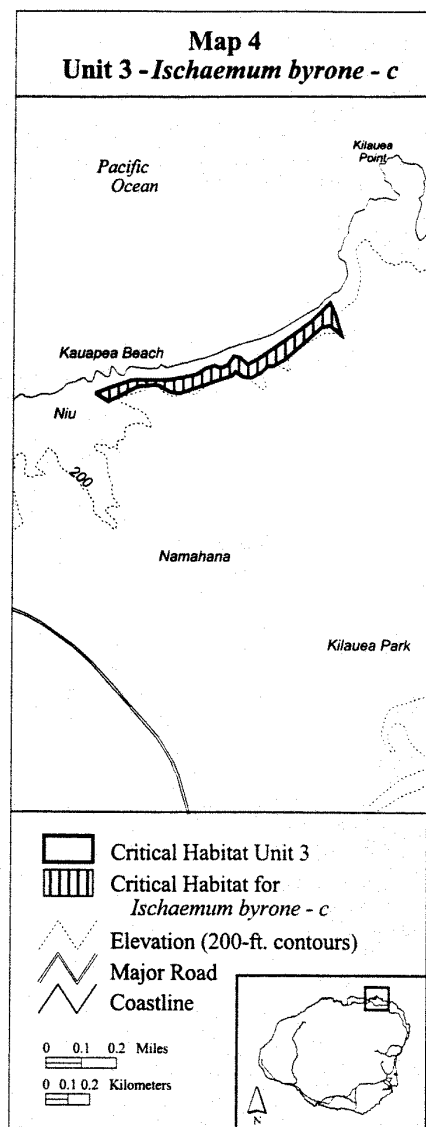 Map 4
Unit 3 - Ischaemum byrone - c
Kilauea
Point
Pacific
Ocean
Kauapea Beach
Niu
200
Namahana
Kilauea Park
Critical Habitat Unit 3
Critical Habitat for
Ischaemum byrone - c
Elevation (200-ft. contours)
Major Road
Coastline
0 0.1 0.2 Miles
0 0.1 0.2 Kilometers
N